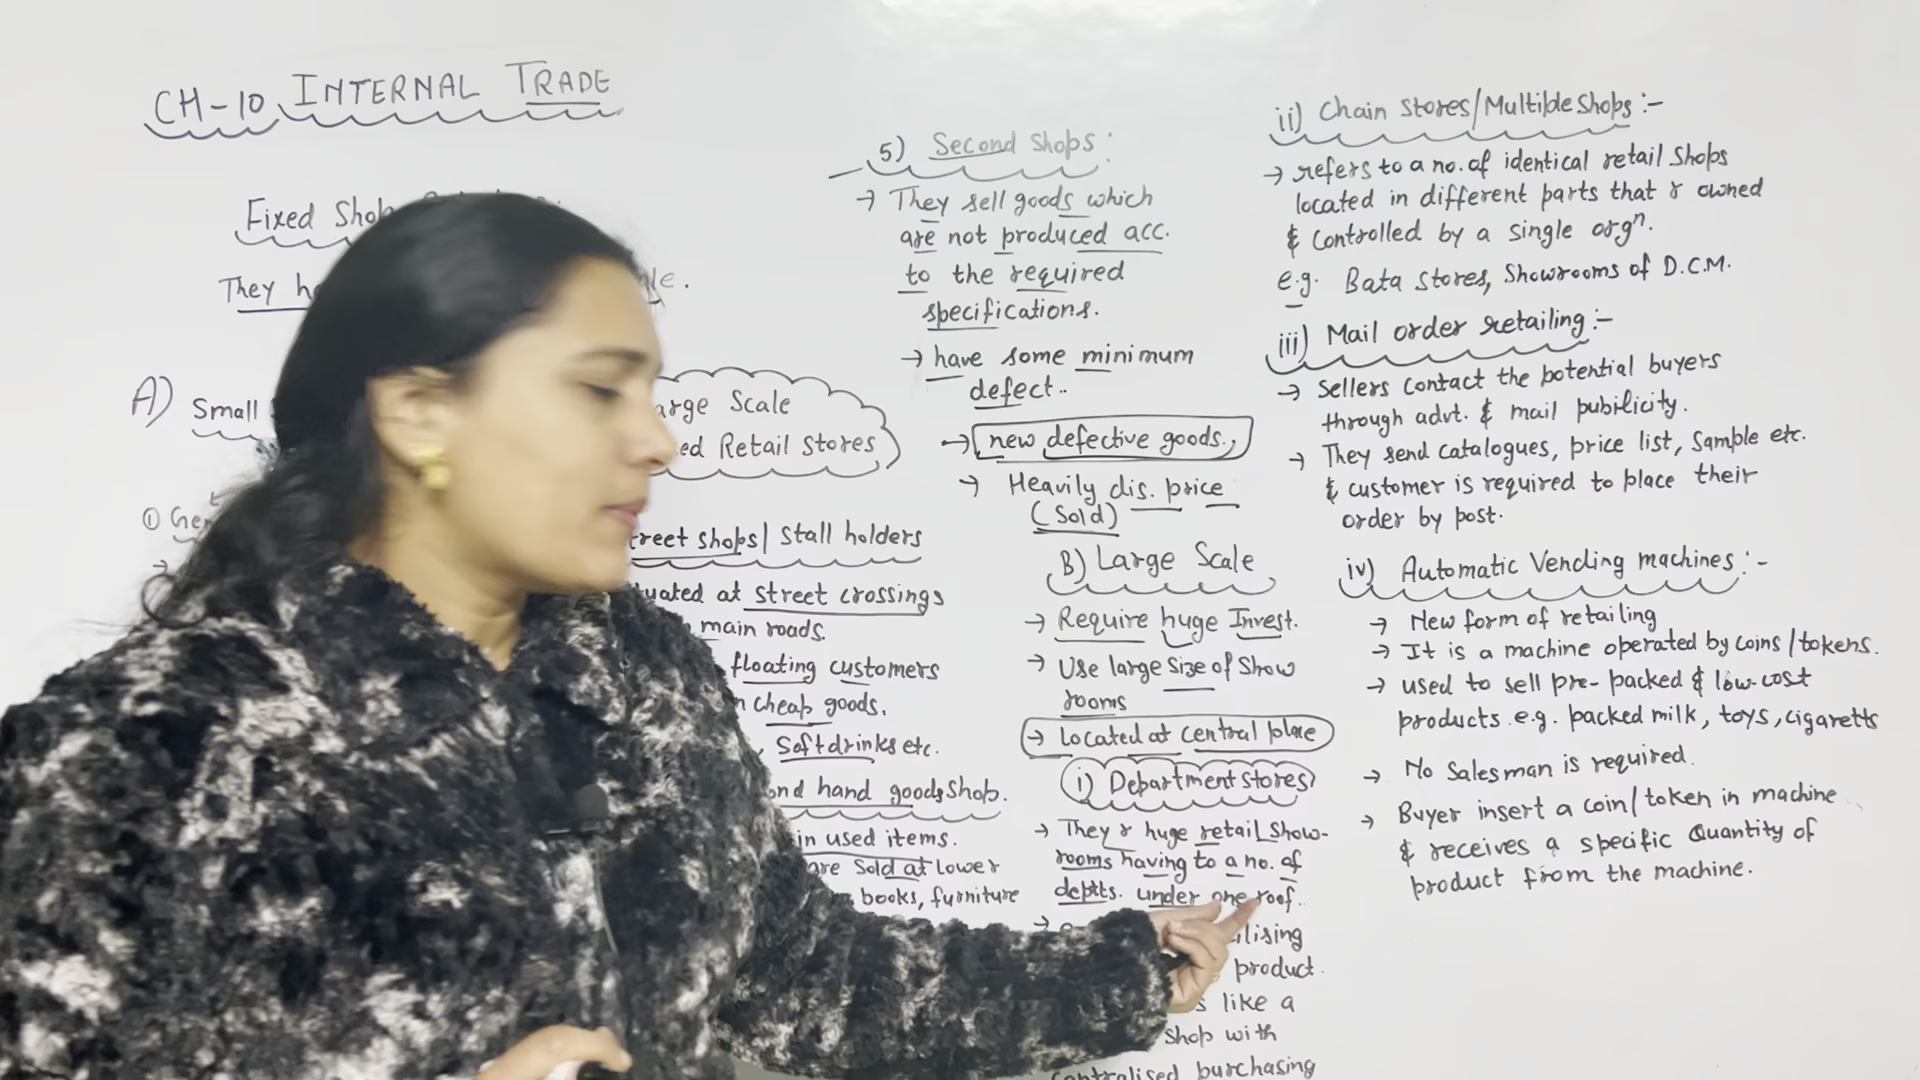 CH-10 INTERNAL TRADE
Fixed Shop
They
A) Small
arge Scale
ed Retail stores
① Gen
treet shops/ Stall holders
uated at street crossings
main roads.
floating customers
cheap goods.
, Softdrinks etc.
nd hand goods shop.
in used items.
are sold at lower
books, furniture
5) Second shops:
→ They sell goods which
are not produced acc.
to the required
specifications.
→ have some minimum
defect..
→ new defective goods.,
→ Heavily dis. price
(Sold)
B) Large Scale
→ Require huge Invest.
→ Use large size of Show
rooms
→ Located at central place
i) Department stores
→ They r huge retail Show-
rooms having to a no. of
deptts. under one roof.
ilising
product.
s like a
shop with
centralised purchasing
ii) Chain stores/Multiple Shops :-
→ refers to a no. of identical retail shops
located in different parts that r owned
& controlled by a single orgⁿ.
e.g. Bata stores, Showrooms of D.C.M.
iii) Mail order retailing :-
→ Sellers contact the potential buyers
through advt. & mail pubilicity.
→ They send catalogues, price list, Sample etc.
& customer is required to place their
order by post.
iv) Automatic Vending machines :-
→ New form of retailing
→ It is a machine operated by coins/tokens.
→ used to sell pre-packed & low-cost
products e.g. packed milk, toys, cigaretts
→ No salesman is required.
→ Buyer insert a coin/token in machine
& receives a specific Quantity of
product from the machine.